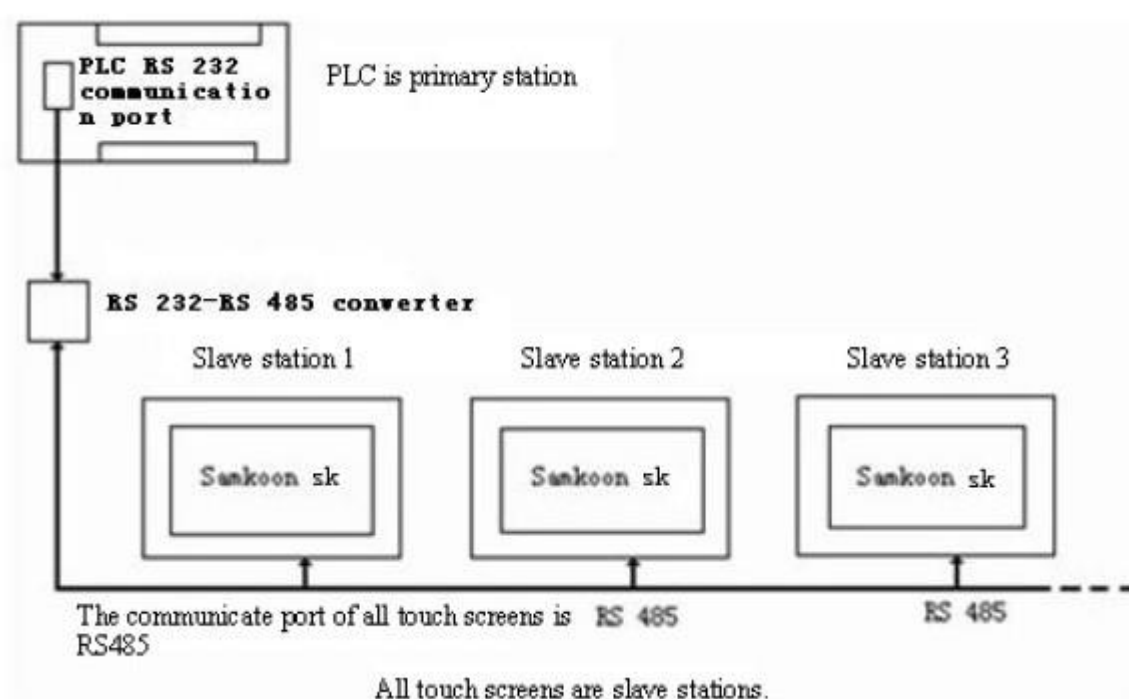 PLC RS 232
communicatio
n port
PLC is primary station
RS 232-RS 485 converter
Slave station 1
Slave station 2
Slave station 3
Samkoon sk
Samkoon sk
Samkoon sk
The communicate port of all touch screens is
RS485
RS 485
RS 485
All touch screens are slave stations.